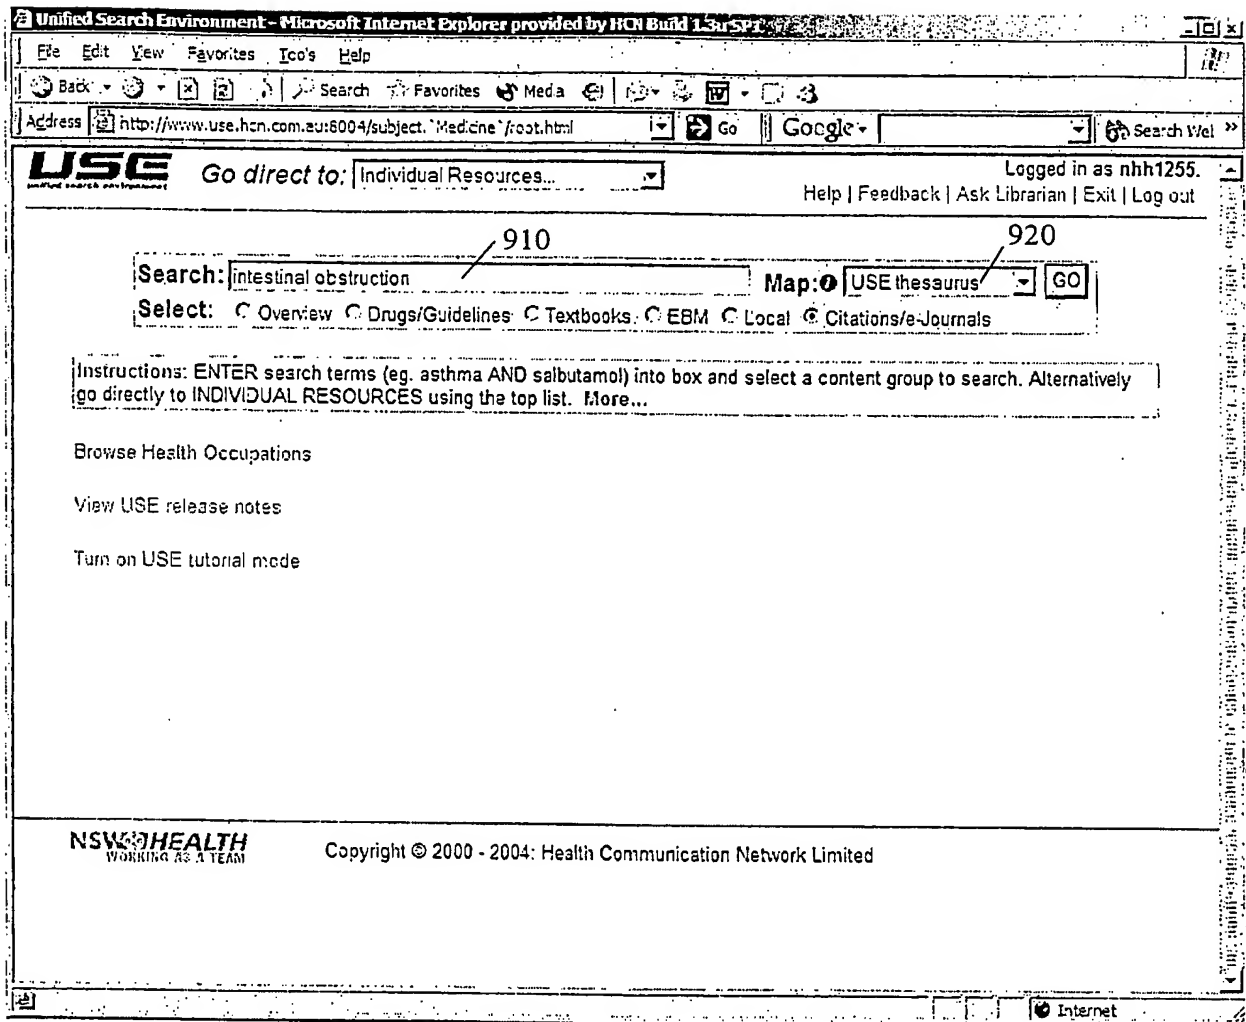 Unified Search Environment - Microsoft Internet Explorer provided by HCN Build
File Edit View Favorites Tools Help
Back Search Favorites Media
Address http://www.use.hcn.com.au:6004/subject.`Medicine`/root.html Go Google Search Web »
USE Go direct to: Individual Resources... Logged in as nhh1255.
unified search environment Help | Feedback | Ask Librarian | Exit | Log out
910 920
Search: intestinal obstruction Map: USE thesaurus GO
Select: Overview Drugs/Guidelines Textbooks EBM Local Citations/e-Journals
Instructions: ENTER search terms (eg. asthma AND salbutamol) into box and select a content group to search. Alternatively
go directly to INDIVIDUAL RESOURCES using the top list. More...
Browse Health Occupations
View USE release notes
Turn on USE tutorial mode
NSW HEALTH
WORKING AS A TEAM
Copyright © 2000 - 2004: Health Communication Network Limited
Internet